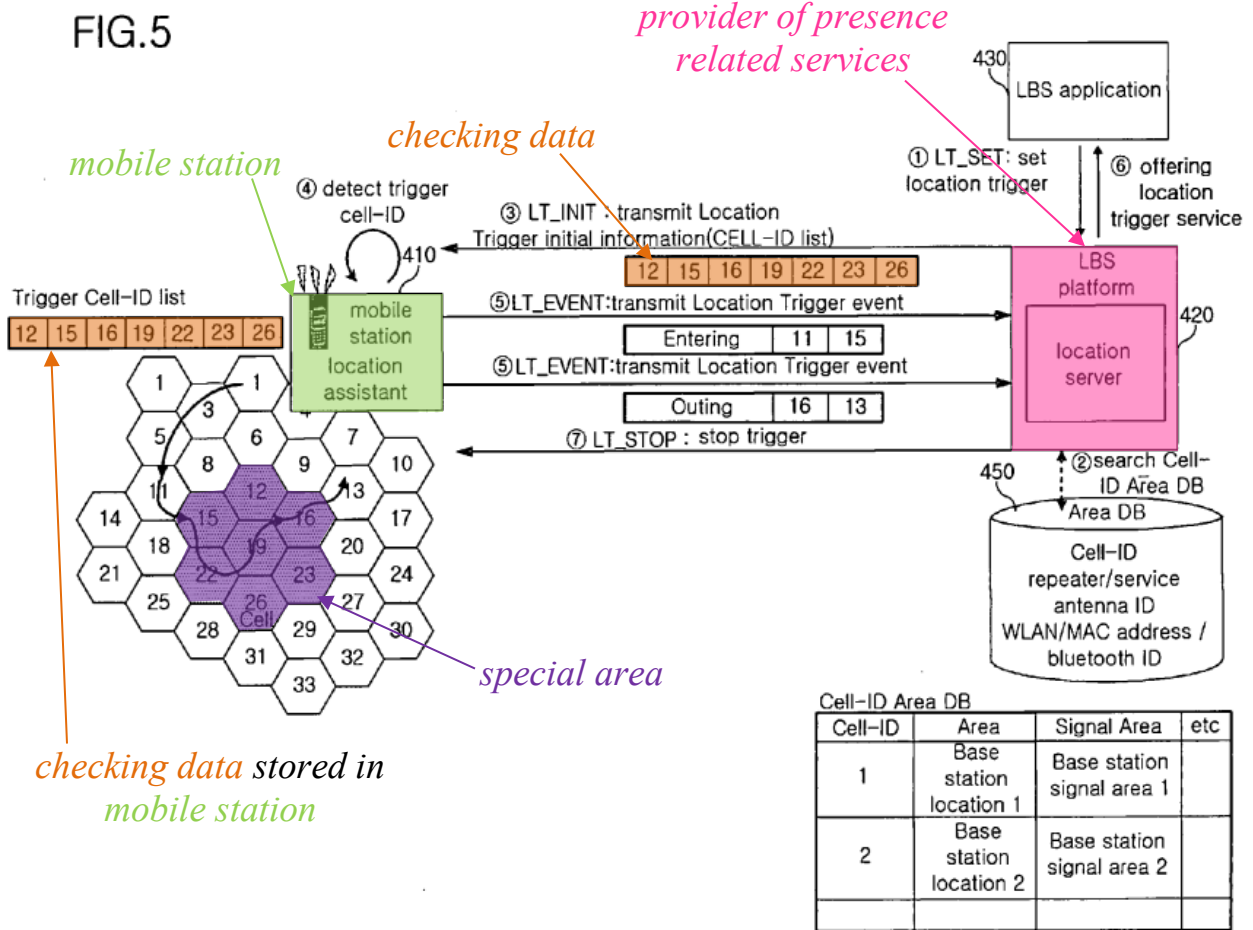 FIG.5
provider of presence
related services
430
LBS application
checking data
mobile station
① LT_SET: set
location trigger
⑥ offering
location
trigger service
④ detect trigger
cell-ID
③ LT_INIT : transmit Location
Trigger initial information(CELL-ID list)
410
12 15 16 19 22 23 26
LBS
platform
Trigger Cell-ID list
12 15 16 19 22 23 26
mobile
station
location
assistant
⑤LT_EVENT:transmit Location Trigger event
Entering 11 15
420
location
server
⑤LT_EVENT:transmit Location Trigger event
Outing 16 13
⑦ LT_STOP : stop trigger
1 1
3 4
5 6 7
8 9 10
11 12 13
14 15 16 17
18 19 20
21 22 23 24
25 26 27
Cell
28 29 30
31 32
33
450
②search Cell-
ID Area DB
Area DB
Cell-ID
repeater/service
antenna ID
WLAN/MAC address /
bluetooth ID
special area
checking data stored in
mobile station
Cell-ID Area DB
Cell-ID Area Signal Area etc
1 Base station location 1 Base station signal area 1
2 Base station location 2 Base station signal area 2